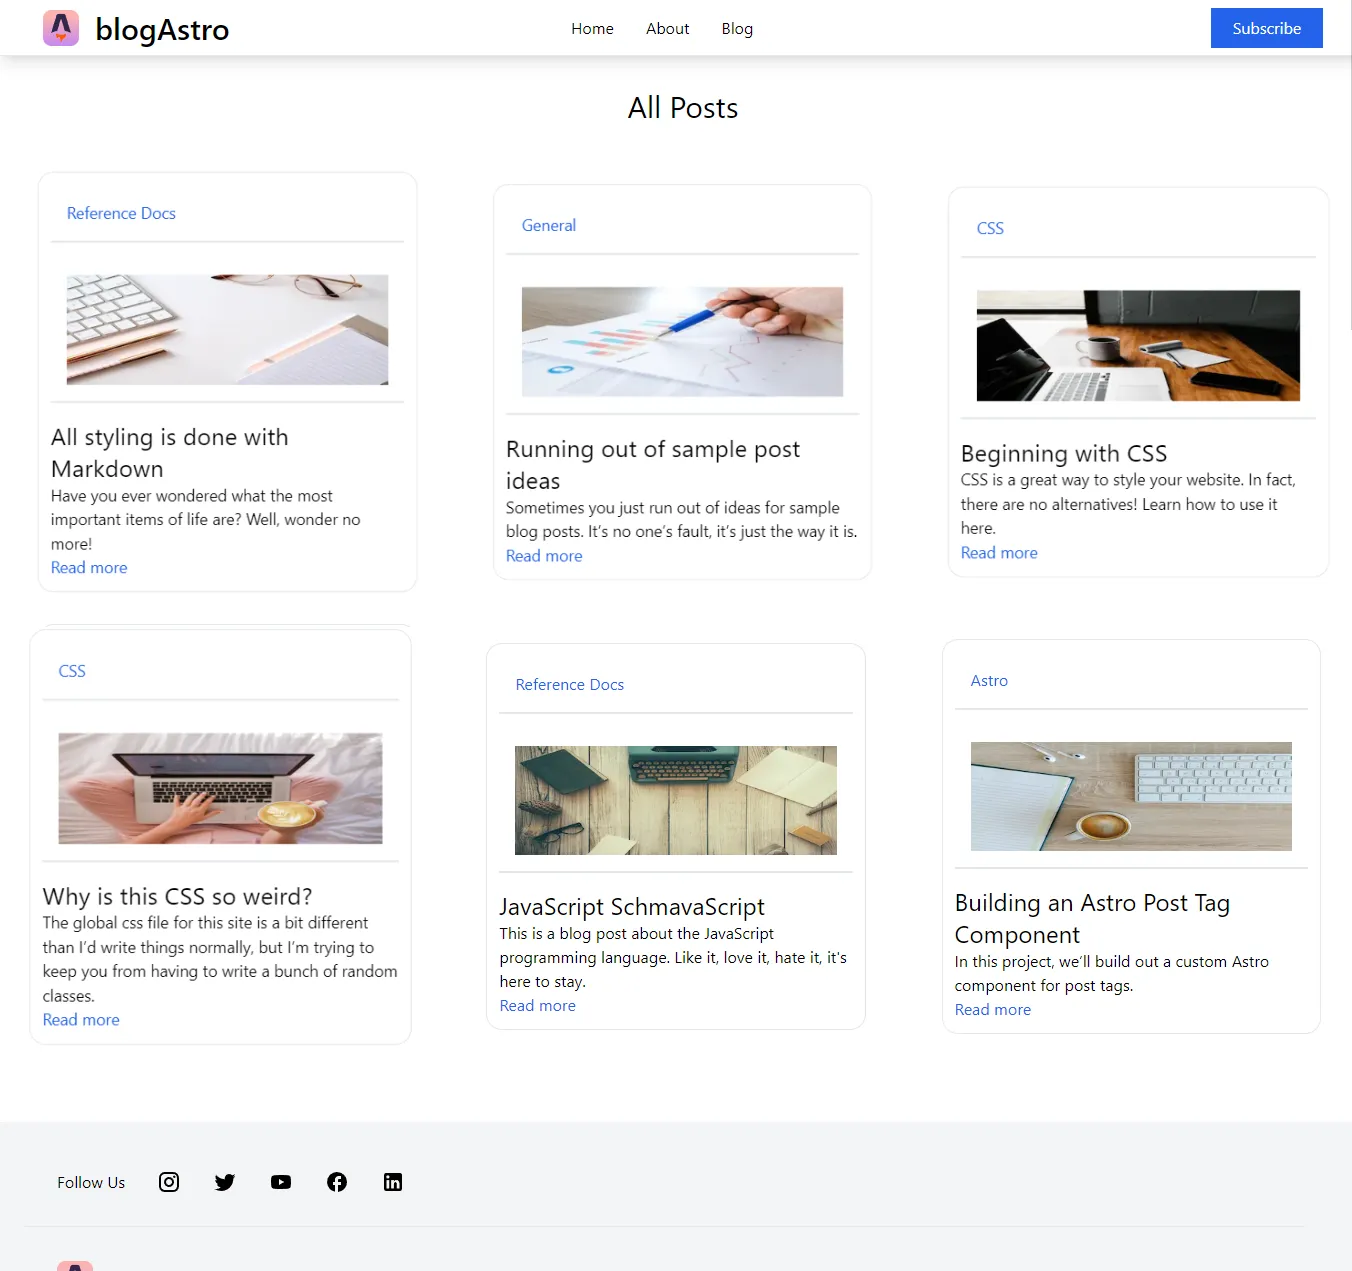 blogAstro
Home
About
Blog
Subscribe
All Posts
Reference Docs
All styling is done with
Markdown
Have you ever wondered what the most
important items of life are? Well, wonder no
more!
Read more
General
Running out of sample post
ideas
Sometimes you just run out of ideas for sample
blog posts. It’s no one’s fault, it’s just the way it is.
Read more
CSS
Beginning with CSS
CSS is a great way to style your website. In fact,
there are no alternatives! Learn how to use it
here.
Read more
CSS
Why is this CSS so weird?
The global css file for this site is a bit different
than I’d write things normally, but I’m trying to
keep you from having to write a bunch of random
classes.
Read more
Reference Docs
JavaScript SchmavaScript
This is a blog post about the JavaScript
programming language. Like it, love it, hate it, it's
here to stay.
Read more
Astro
Building an Astro Post Tag
Component
In this project, we’ll build out a custom Astro
component for post tags.
Read more
Follow Us